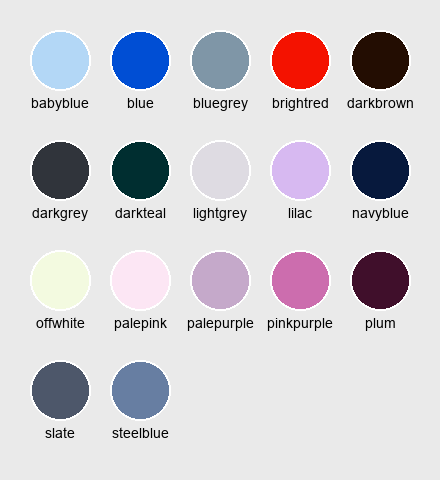 babyblue blue bluegrey brightred darkbrown
darkgrey darkteal lightgrey lilac navyblue
offwhite palepink palepurple pinkpurple plum
slate steelblue